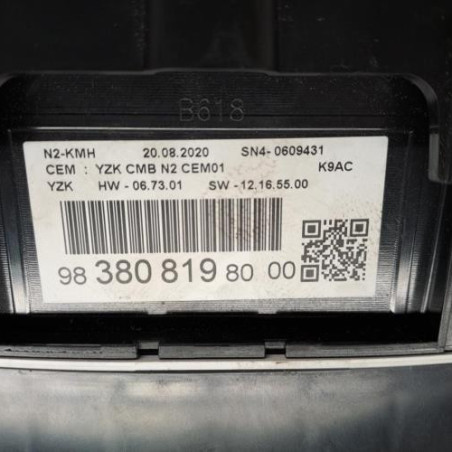 B618
N2-KMH 20.08.2020 SN4-0609431
CEM : YZK CMB N2 CEM01 K9AC
YZK HW - 06.73.01 SW - 12.16.55.00
98 380 819 80 00